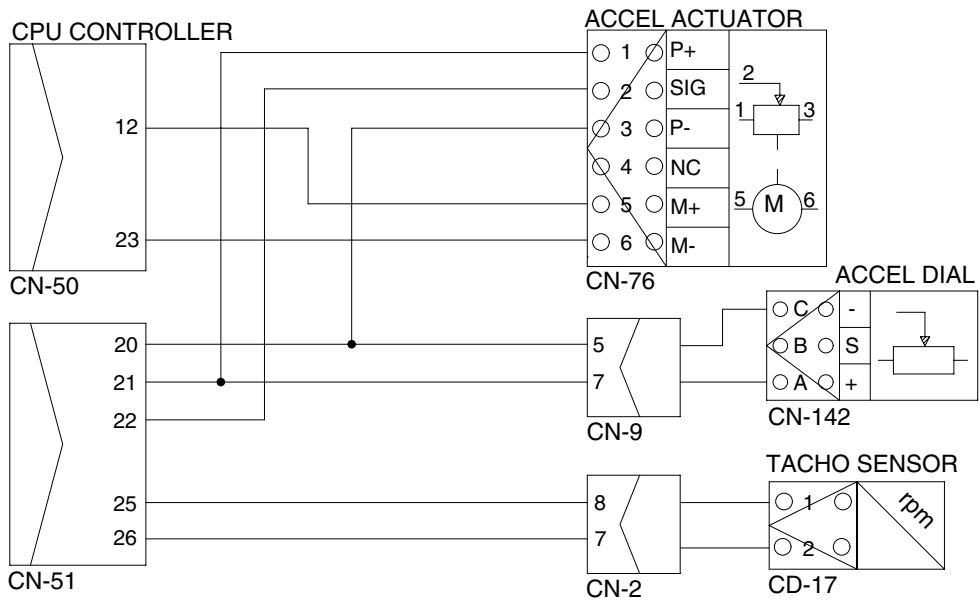 CPU CONTROLLER
12
23
CN-50
20
21
22
25
26
CN-51
ACCEL ACTUATOR
1 P+
2 SIG
3 P-
4 NC
5 M+
6 M-
2
1 3
5 M 6
CN-76
5
7
CN-9
ACCEL DIAL
C -
B S
A +
CN-142
8
7
CN-2
TACHO SENSOR
1
2
rpm
CD-17